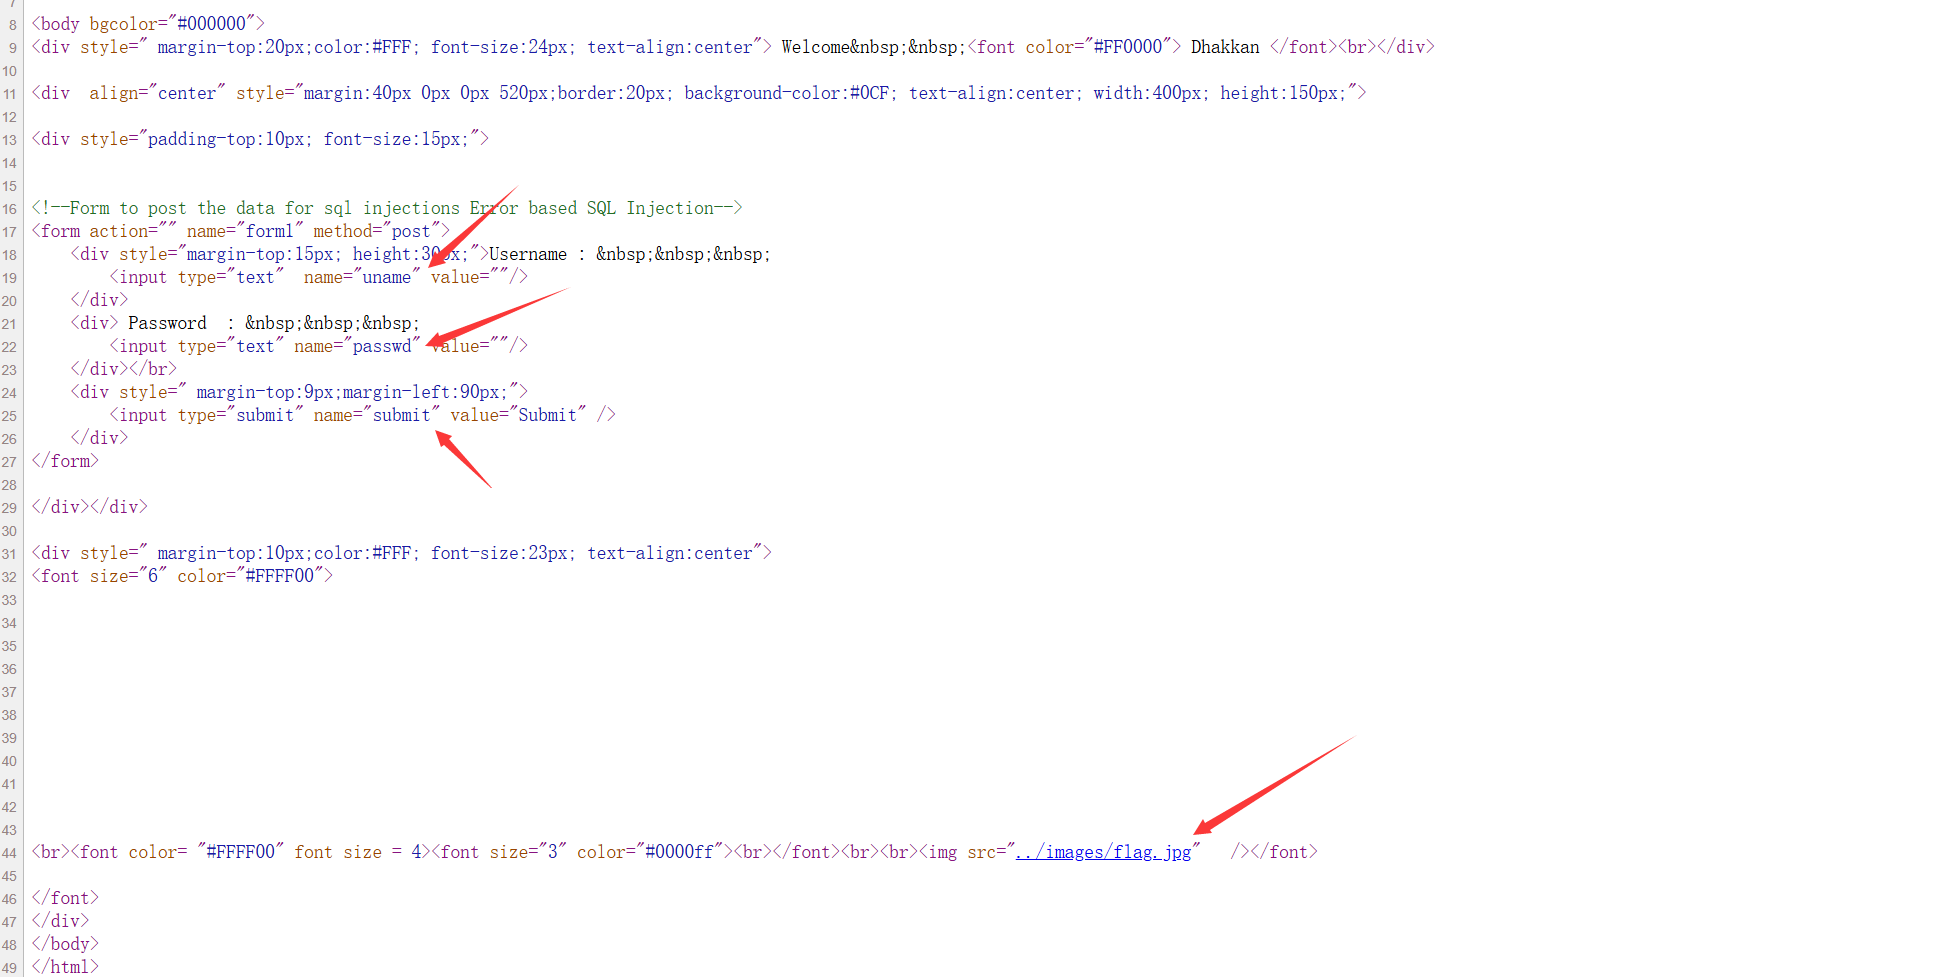 7
8 <body bgcolor="#000000">
9 <div style=" margin-top:20px;color:#FFF; font-size:24px; text-align:center"> Welcome&nbsp;&nbsp;<font color="#FF0000"> Dhakkan </font><br></div>
10
11 <div  align="center" style="margin:40px 0px 0px 520px;border:20px; background-color:#0CF; text-align:center; width:400px; height:150px;">
12
13 <div style="padding-top:10px; font-size:15px;">
14
15
16 <!--Form to post the data for sql injections Error based SQL Injection-->
17 <form action="" name="form1" method="post">
18     <div style="margin-top:15px; height:30px;">Username : &nbsp;&nbsp;&nbsp;
19         <input type="text"  name="uname" value=""/>
20     </div>
21     <div> Password  : &nbsp;&nbsp;&nbsp;
22         <input type="text" name="passwd" value=""/>
23     </div></br>
24     <div style=" margin-top:9px;margin-left:90px;">
25         <input type="submit" name="submit" value="Submit" />
26     </div>
27 </form>
28
29 </div></div>
30
31 <div style=" margin-top:10px;color:#FFF; font-size:23px; text-align:center">
32 <font size="6" color="#FFFF00">
33
34
35
36
37
38
39
40
41
42
43
44 <br><font color= "#FFFF00" font size = 4><font size="3" color="#0000ff"><br></font><br><br><img src="../images/flag.jpg"   /></font>
45
46 </font>
47 </div>
48 </body>
49 </html>